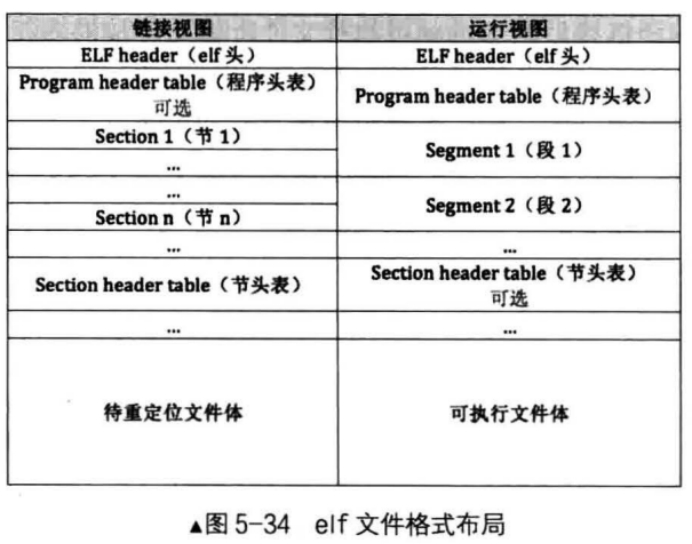 链接视图
运行视图
ELF header（elf 头）
ELF header（elf 头）
Program header table（程序头表）
可选
Program header table（程序头表）
Section 1（节 1）
...
Segment 1（段 1）
...
Section n（节 n）
Segment 2（段 2）
...
...
Section header table（节头表）
Section header table（节头表）
可选
...
...
待重定位文件体
可执行文件体
▲图 5-34 elf 文件格式布局